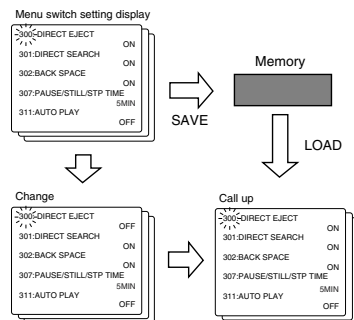 Menu switch setting display
300-DIRECT EJECT
ON
301:DIRECT SEARCH
ON
302:BACK SPACE
ON
307:PAUSE/STILL/STP TIME
5MIN
311:AUTO PLAY
OFF
SAVE
Memory
LOAD
Change
300-DIRECT EJECT
OFF
301:DIRECT SEARCH
ON
302:BACK SPACE
ON
307:PAUSE/STILL/STP TIME
5MIN
311:AUTO PLAY
OFF
Call up
300-DIRECT EJECT
ON
301:DIRECT SEARCH
ON
302:BACK SPACE
ON
307:PAUSE/STILL/STP TIME
5MIN
311:AUTO PLAY
OFF